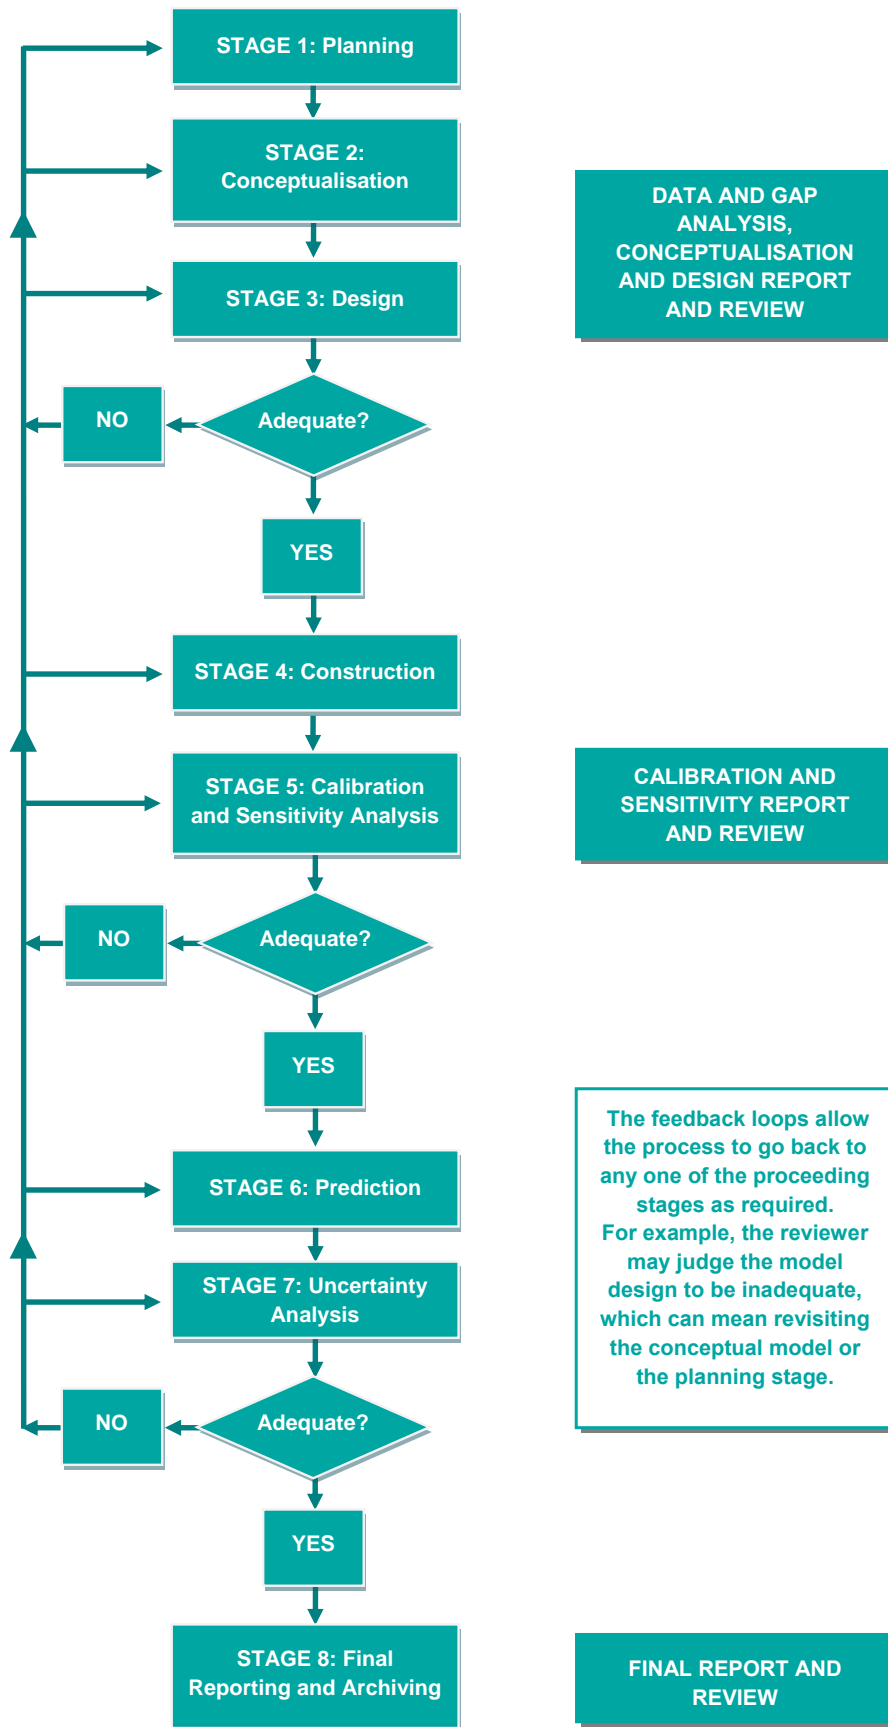 STAGE 1: Planning
STAGE 2:
Conceptualisation
DATA AND GAP
ANALYSIS,
CONCEPTUALISATION
AND DESIGN REPORT
AND REVIEW
STAGE 3: Design
NO
Adequate?
YES
STAGE 4: Construction
STAGE 5: Calibration
and Sensitivity Analysis
CALIBRATION AND
SENSITIVITY REPORT
AND REVIEW
NO
Adequate?
YES
The feedback loops allow
the process to go back to
any one of the proceeding
stages as required.
For example, the reviewer
may judge the model
design to be inadequate,
which can mean revisiting
the conceptual model or
the planning stage.
STAGE 6: Prediction
STAGE 7: Uncertainty
Analysis
NO
Adequate?
YES
STAGE 8: Final
Reporting and Archiving
FINAL REPORT AND
REVIEW